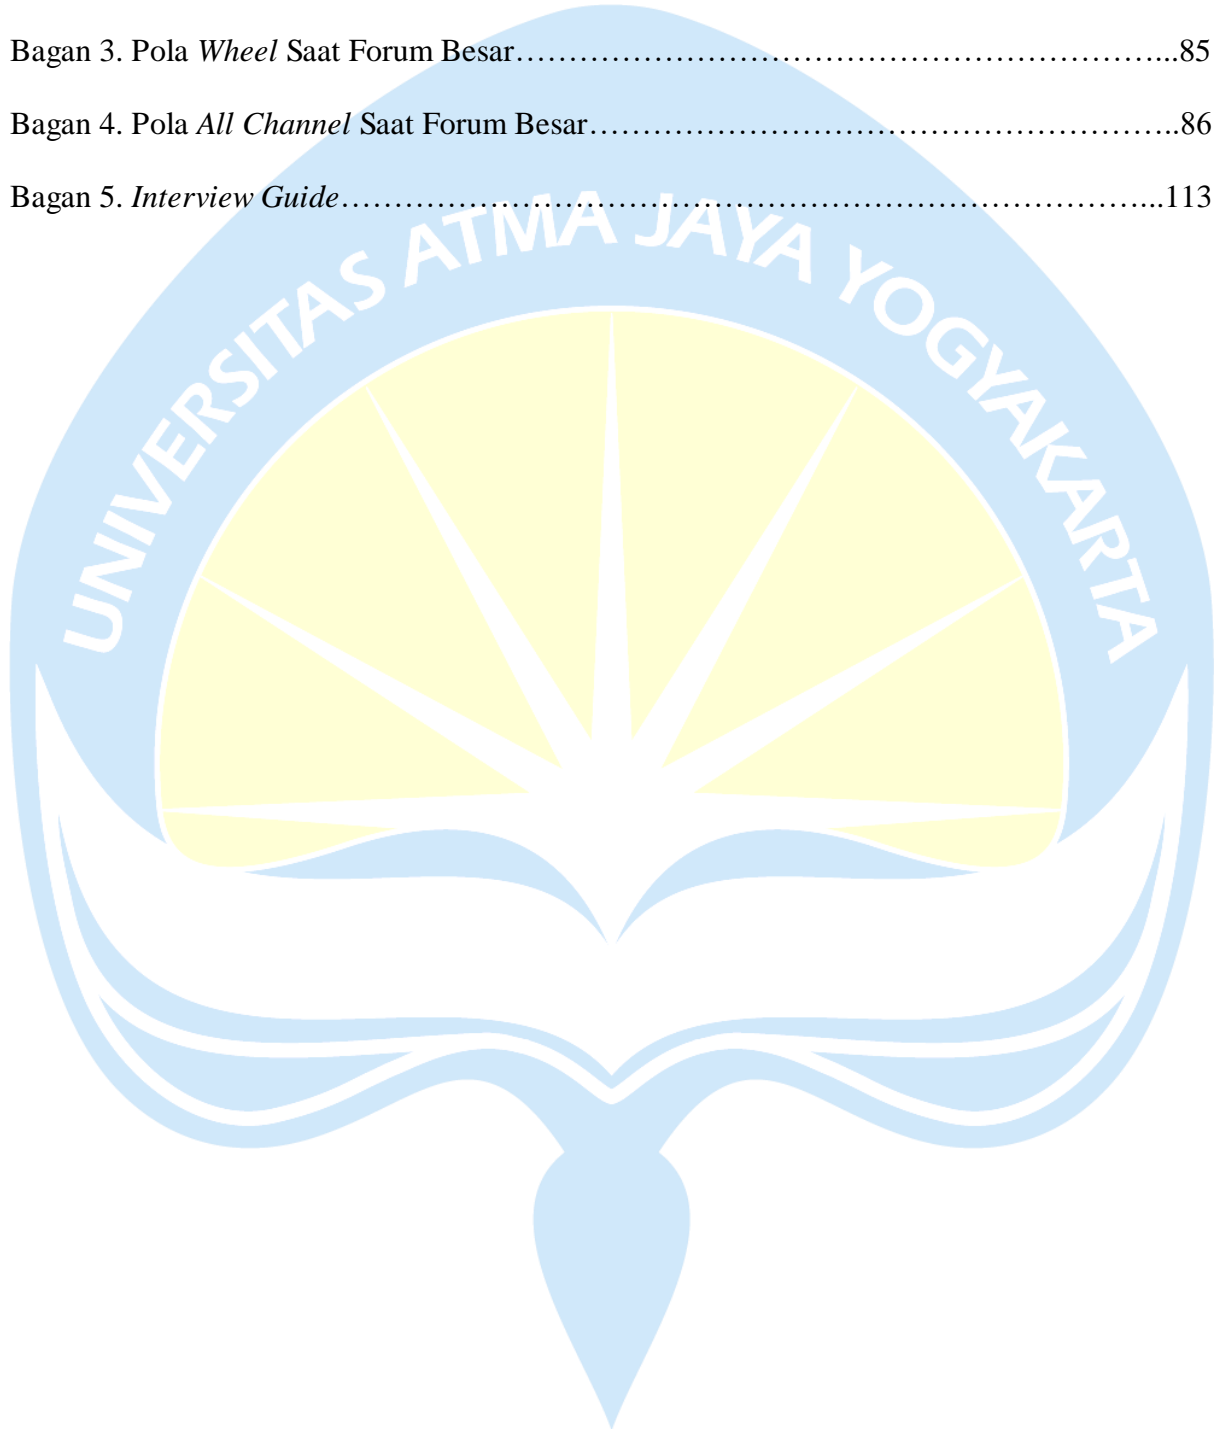 Bagan 3. Pola Wheel Saat Forum Besar…………………………………………………...85
Bagan 4. Pola All Channel Saat Forum Besar……………………………………………..86
Bagan 5. Interview Guide………………………………………………………………...113
UNIVERSITAS ATMA JAYA YOGYAKARTA